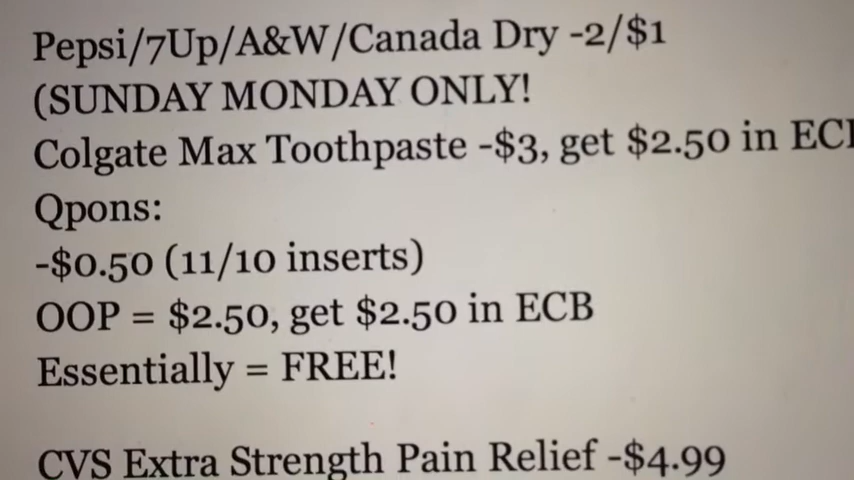 Pepsi/7Up/A&W/Canada Dry -2/$1
(SUNDAY MONDAY ONLY!
Colgate Max Toothpaste -$3, get $2.50 in
Qpons:
-$0.50 (11/10 inserts)
OOP = $2.50, get $2.50 in ECB
Essentially = FREE!
CVS Extra Strength Pain Relief -$4.99